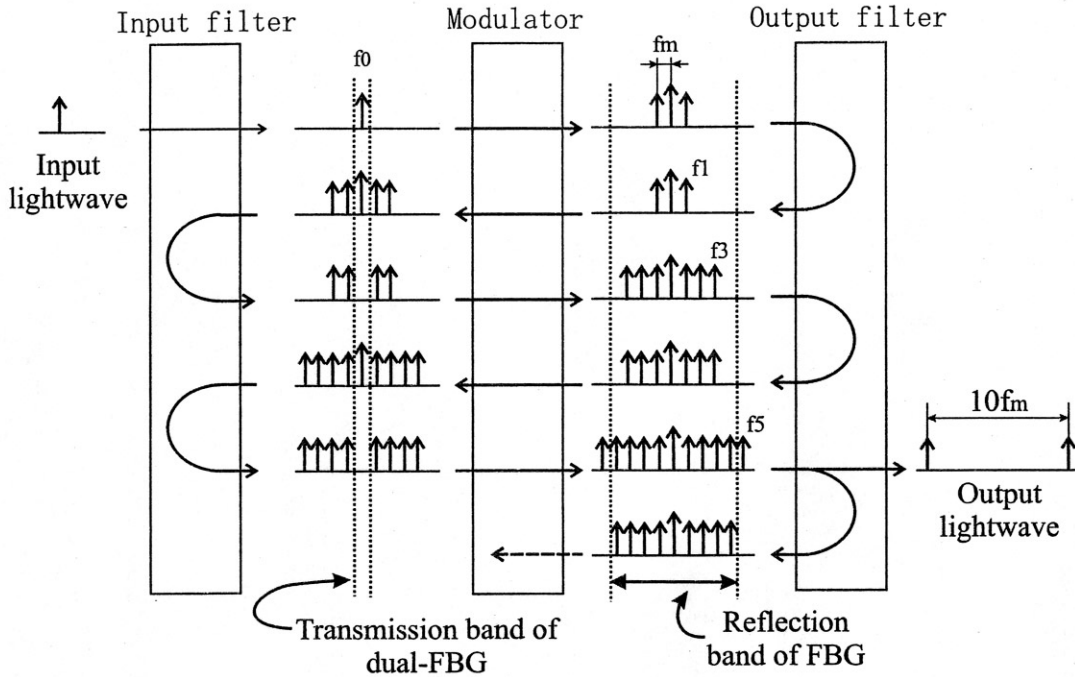 Input filter
Modulator
Output filter
f0
fm
Input
lightwave
f1
f3
f5
10fm
Output
lightwave
Transmission band of
dual-FBG
Reflection
band of FBG